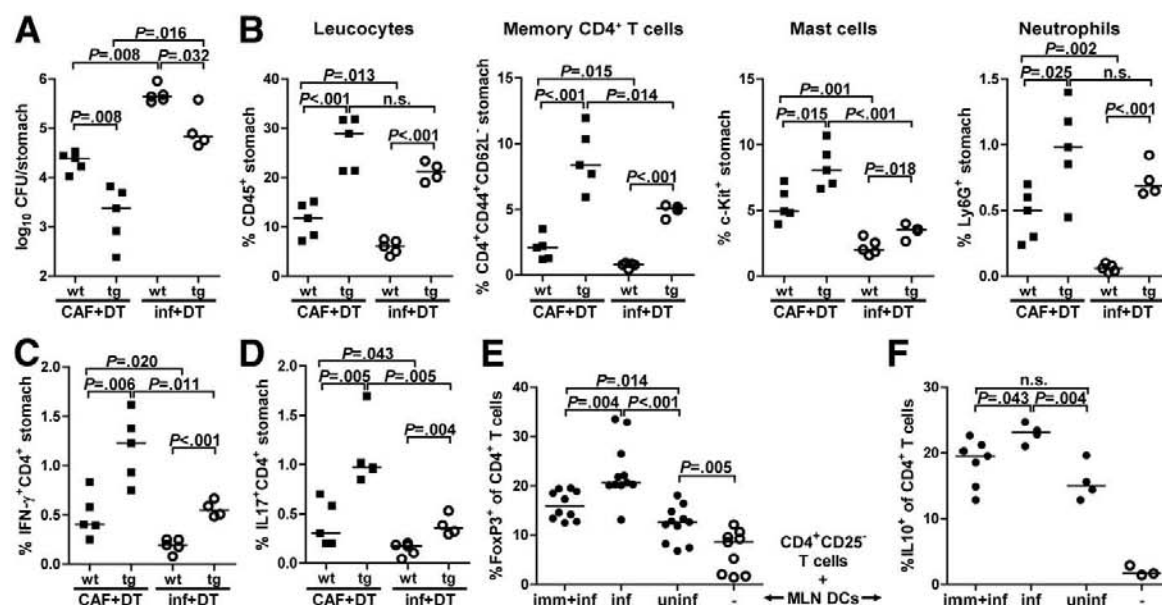 A
P=.016
P=.008 P=.032
P=.008
log10 CFU/stomach
6
5
4
3
2
wt tg wt tg
CAF+DT inf+DT
B
Leucocytes
P=.013
P<.001 n.s.
P<.001
% CD45+ stomach
40
30
20
10
0
wt tg wt tg
CAF+DT inf+DT
Memory CD4+ T cells
P=.015
P<.001 P=.014
P<.001
% CD4+CD44+CD62L- stomach
15
10
5
0
wt tg wt tg
CAF+DT inf+DT
Mast cells
P=.001
P=.015 P<.001
P=.018
% c-Kit+ stomach
15
10
5
0
wt tg wt tg
CAF+DT inf+DT
Neutrophils
P=.002
P=.025 n.s.
P<.001
% Ly6G+ stomach
1.5
1.0
0.5
0.0
wt tg wt tg
CAF+DT inf+DT
C
P=.020
P=.006 P=.011
P<.001
% IFN-γ+CD4+ stomach
2.0
1.5
1.0
0.5
0.0
wt tg wt tg
CAF+DT inf+DT
D
P=.043
P=.005 P=.005
P=.004
% IL17+CD4+ stomach
2.0
1.5
1.0
0.5
0.0
wt tg wt tg
CAF+DT inf+DT
E
P=.014
P=.004 P<.001
P=.005
%FoxP3+ of CD4+ T cells
40
30
20
10
0
imm+inf inf uninf -
CD4+CD25-
T cells
+
MLN DCs
F
n.s.
P=.043 P=.004
%IL10+ of CD4+ T cells
30
20
10
0
imm+inf inf uninf -